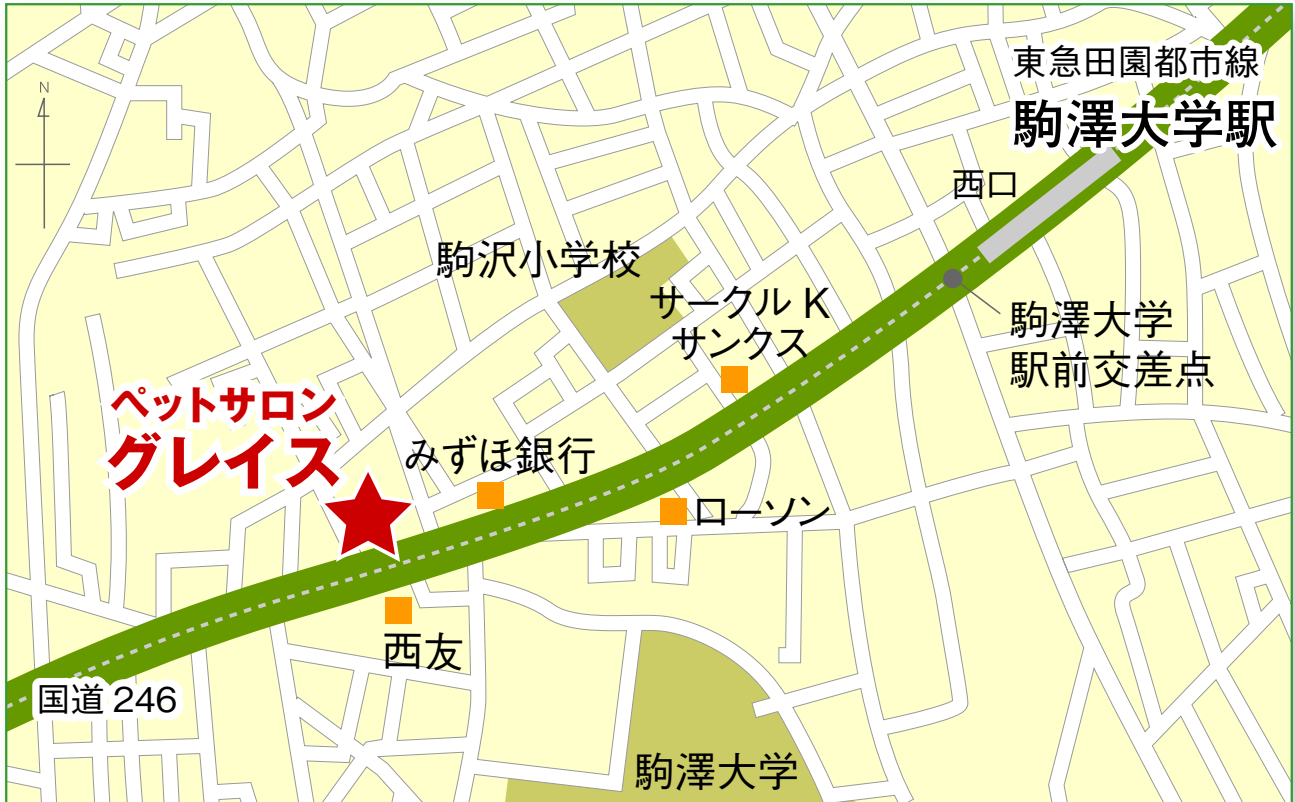 N
東急田園都市線
駒澤大学駅
西口
駒沢小学校
サークル K
サンクス
駒澤大学
駅前交差点
ペットサロン
グレイス
みずほ銀行
ローソン
西友
国道 246
駒澤大学